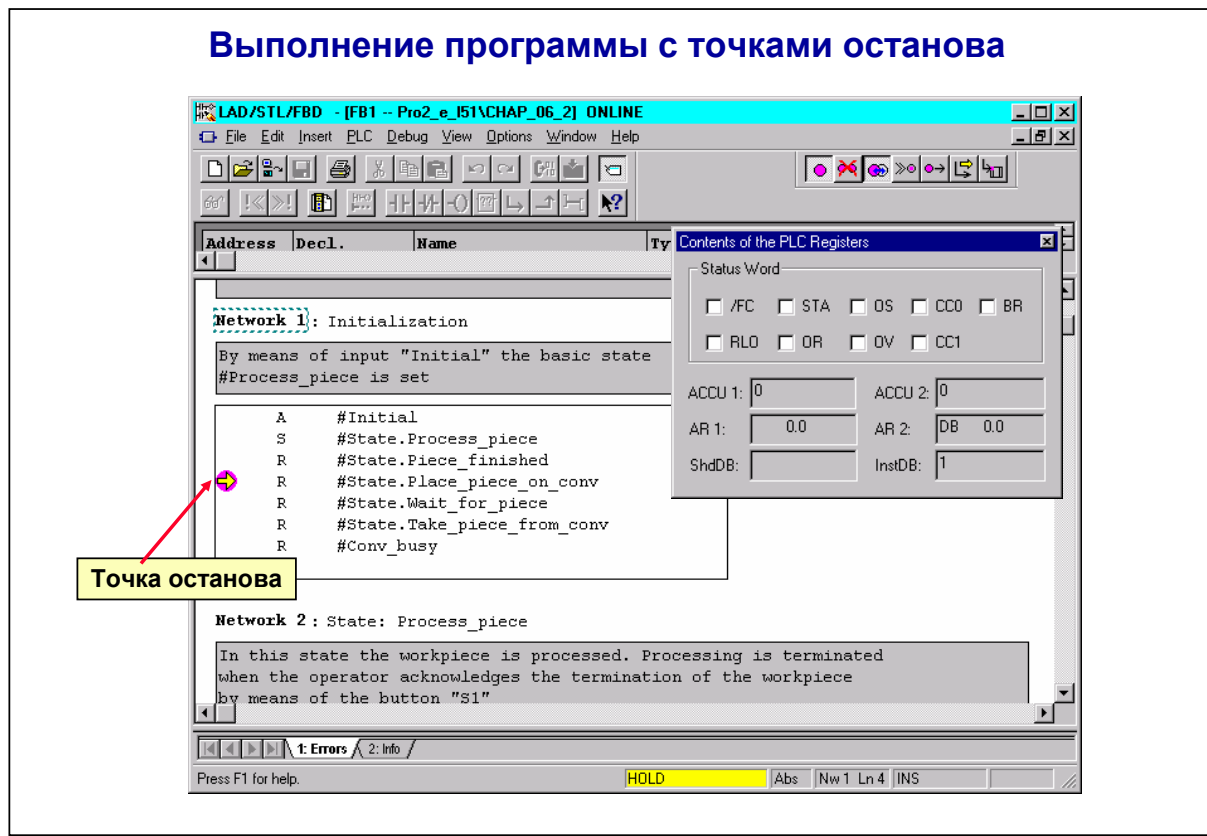 Выполнение программы с точками останова
LAD/STL/FBD - [FB1 -- Pro2_e_I51\CHAP_06_2] ONLINE
File Edit Insert PLC Debug View Options Window Help
Address Decl. Name Ty
Contents of the PLC Registers
Status Word
/FC STA OS CC0 BR
RLO OR OV CC1
ACCU 1: 0 ACCU 2: 0
AR 1: 0.0 AR 2: DB 0.0
ShdDB: InstDB: 1
Network 1: Initialization
By means of input "Initial" the basic state
#Process_piece is set
A #Initial
S #State.Process_piece
R #State.Piece_finished
R #State.Place_piece_on_conv
R #State.Wait_for_piece
R #State.Take_piece_from_conv
R #Conv_busy
Точка останова
Network 2 : State: Process_piece
In this state the workpiece is processed. Processing is terminated
when the operator acknowledges the termination of the workpiece
by means of the button "S1"
1: Errors 2: Info
Press F1 for help. HOLD Abs Nw 1 Ln 4 INS